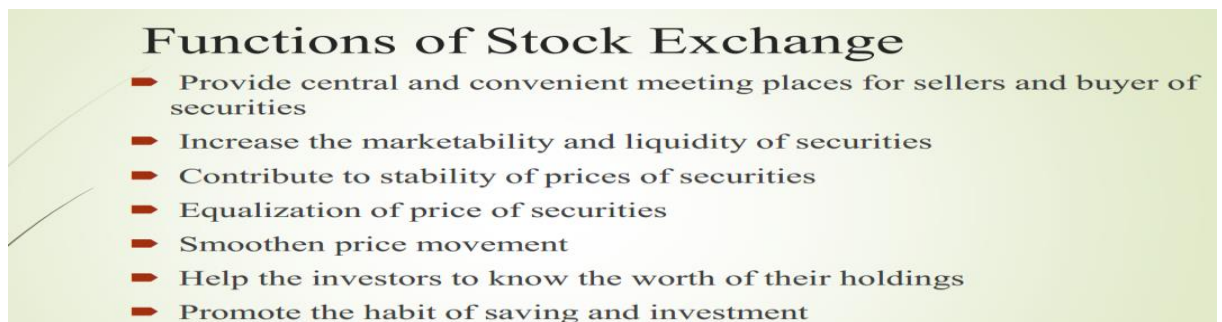 Functions of Stock Exchange
Provide central and convenient meeting places for sellers and buyer of
securities
Increase the marketability and liquidity of securities
Contribute to stability of prices of securities
Equalization of price of securities
Smoothen price movement
Help the investors to know the worth of their holdings
Promote the habit of saving and investment